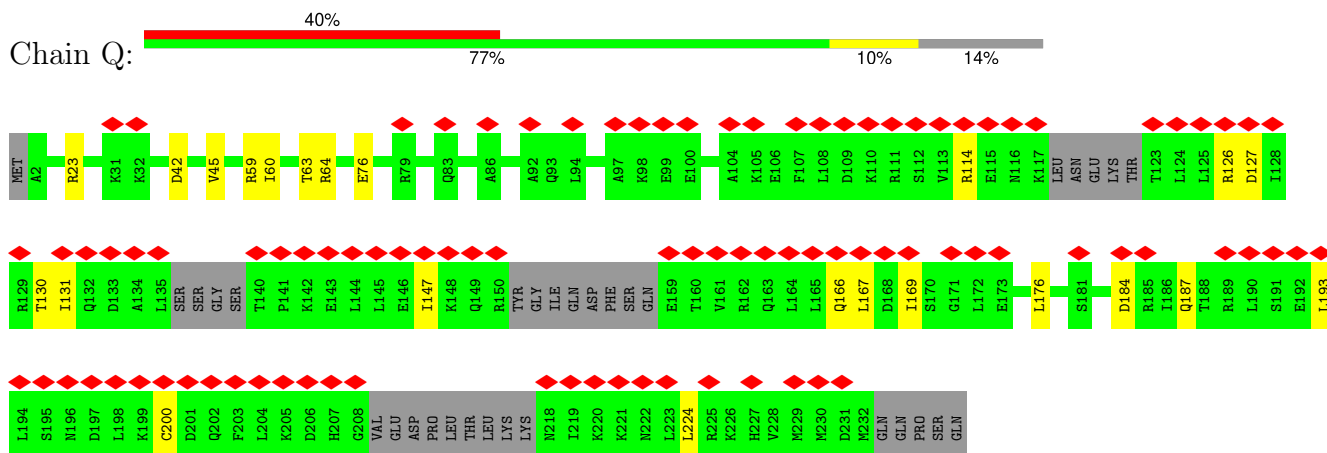 40%
Chain Q:
77% 10% 14%
MET A2 R23 K31 K32 D42 V45 R59 I60 T63 R64 E76 R79 Q83 A86 A92 Q93 L94 A97 K98 E99 E100 A104 K105 E106 F107 L108 D109 K110 R111 S112 V113 R114 E115 N116 K117 LEU ASN GLU LYS THR T123 L124 L125 R126 D127 I128
R129 T130 I131 Q132 D133 A134 L135 SER SER GLY SER T140 P141 K142 E143 L144 L145 E146 I147 K148 Q149 R150 TYR GLY ILE GLN ASP PHE SER GLN E159 T160 V161 R162 Q163 L164 L165 Q166 L167 D168 I169 S170 G171 L172 E173 L176 S181 D184 R185 I186 Q187 T188 R189 L190 S191 E192 L193
L194 S195 N196 D197 L198 K199 C200 D201 Q202 F203 L204 K205 D206 H207 G208 VAL GLU ASP PRO LEU THR LEU LYS LYS N218 I219 K220 K221 N222 L223 L224 R225 K226 H227 V228 M229 M230 D231 M232 GLN GLN PRO SER GLN